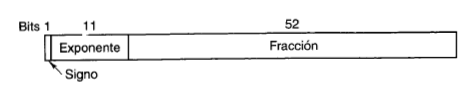 Bits 1 11 52
Exponente Fracción
Signo